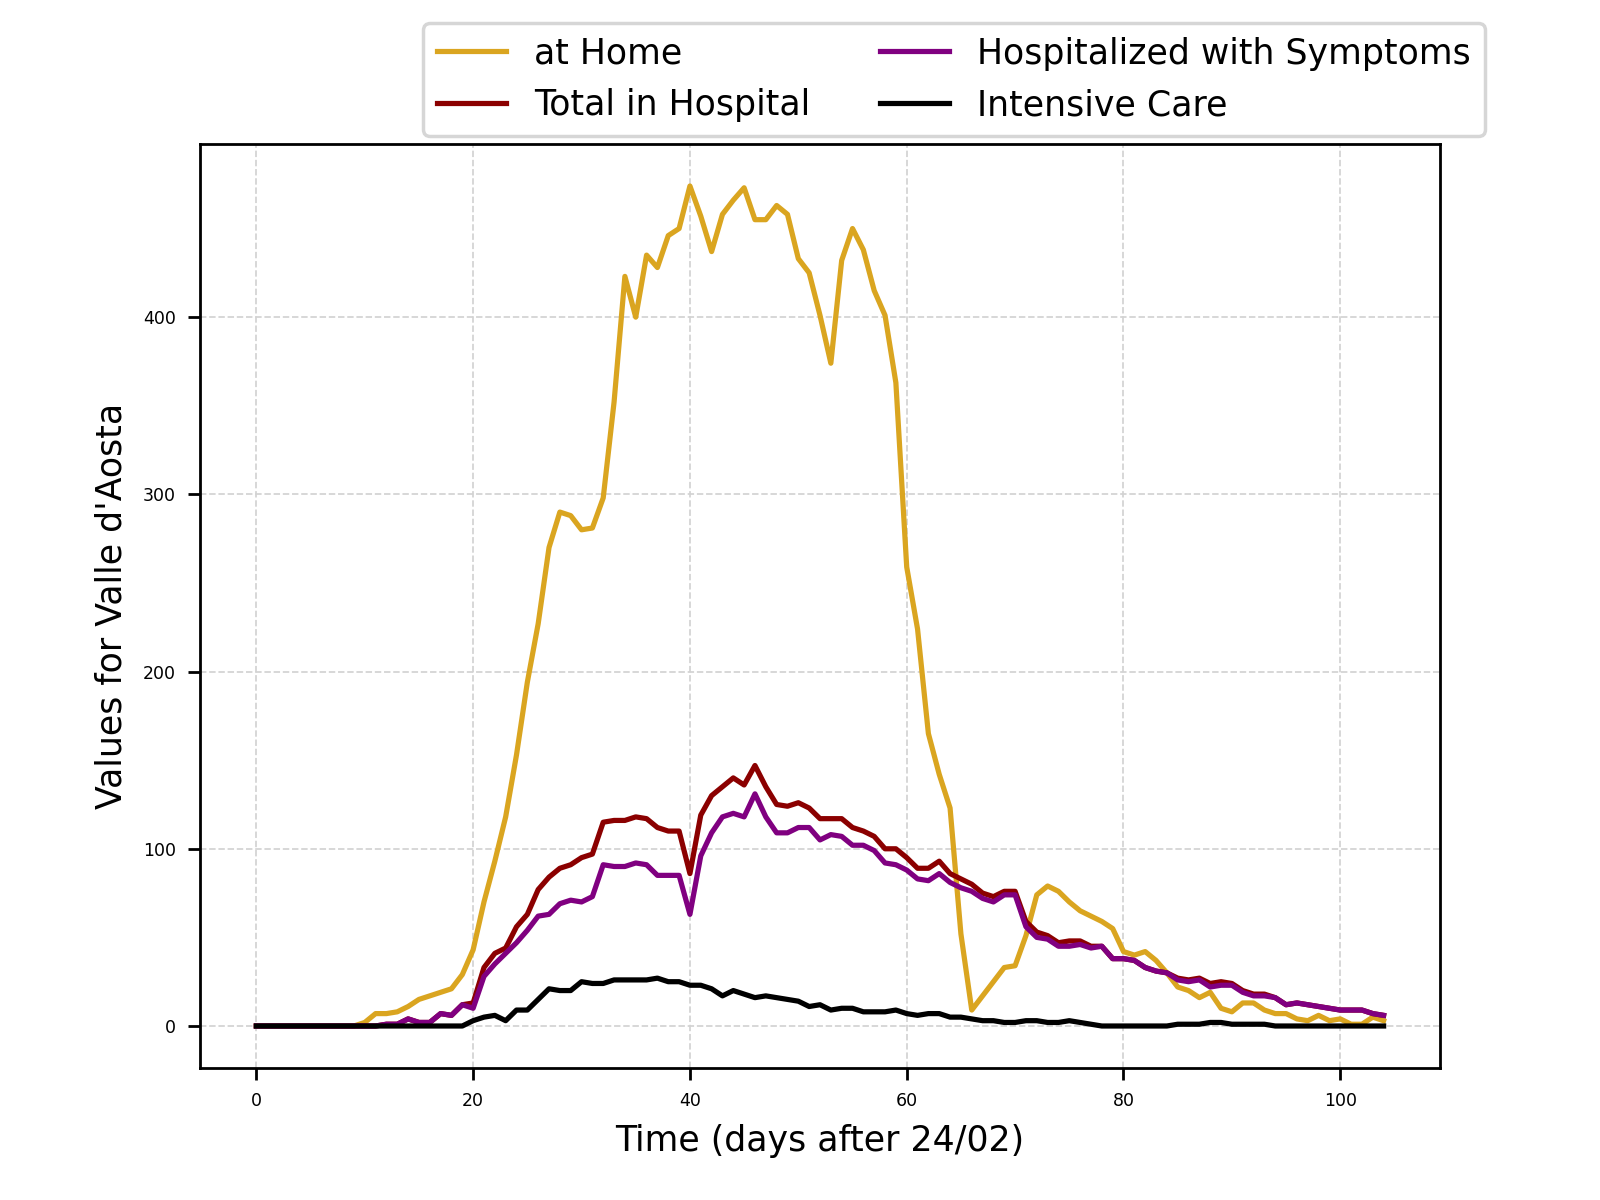 at Home
Total in Hospital
Hospitalized with Symptoms
Intensive Care
Values for Valle d'Aosta
400
300
200
100
0
0 20 40 60 80 100
Time (days after 24/02)